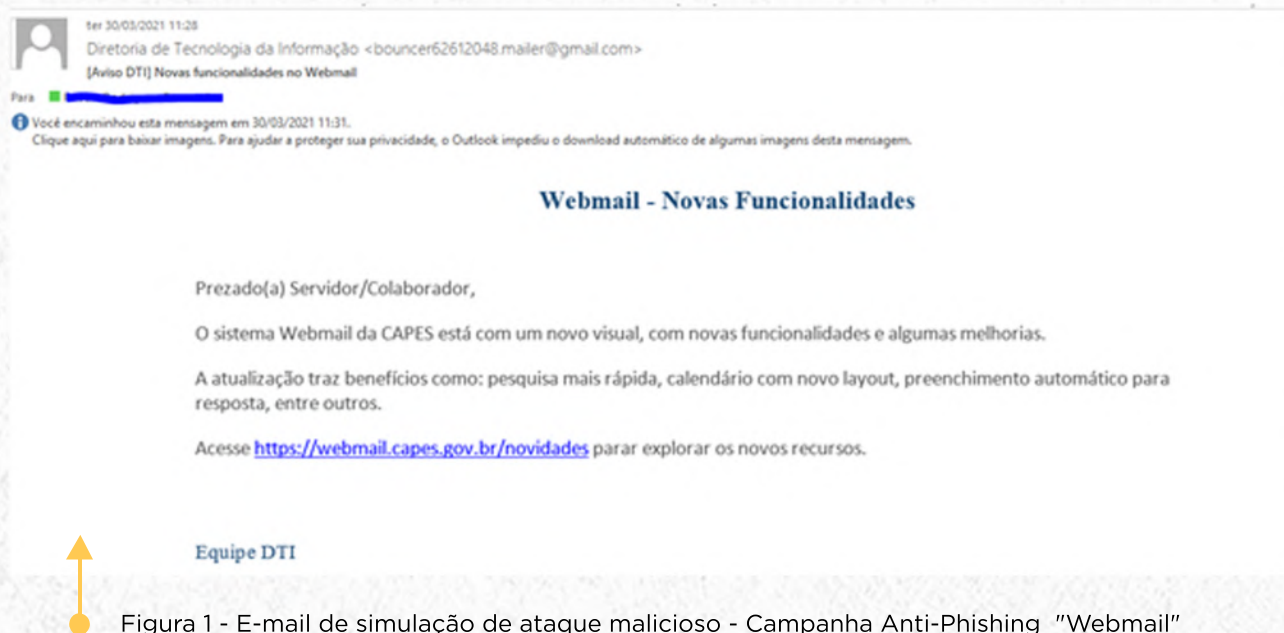 ter 30/03/2021 11:28
Diretoria de Tecnologia da Informação <bouncer62612048.mailer@gmail.com>
[Aviso DTI] Novas funcionalidades no Webmail
Para
Você encaminhou esta mensagem em 30/03/2021 11:31.
Clique aqui para baixar imagens. Para ajudar a proteger sua privacidade, o Outlook impediu o download automático de algumas imagens desta mensagem.
Webmail - Novas Funcionalidades
Prezado(a) Servidor/Colaborador,
O sistema Webmail da CAPES está com um novo visual, com novas funcionalidades e algumas melhorias.
A atualização traz benefícios como: pesquisa mais rápida, calendário com novo layout, preenchimento automático para
resposta, entre outros.
Acesse https://webmail.capes.gov.br/novidades parar explorar os novos recursos.
Equipe DTI
Figura 1 - E-mail de simulação de ataque malicioso - Campanha Anti-Phishing "Webmail"